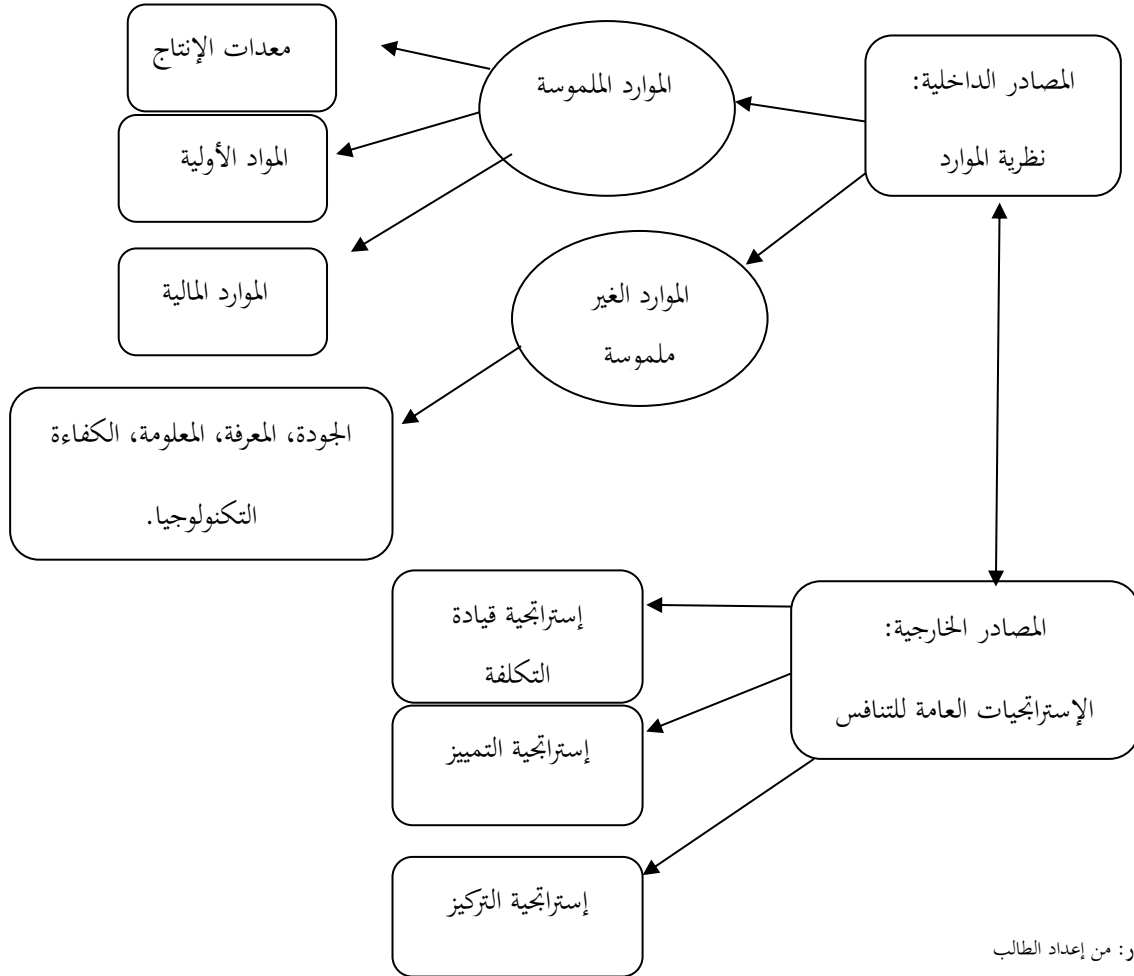 المصادر الداخلية:
نظرية الموارد
الموارد الملموسة
معدات الإنتاج
المواد الأولية
الموارد المالية
الموارد الغير
ملموسة
الجودة، المعرفة، المعلومة، الكفاءة
التكنولوجيا.
المصادر الخارجية:
الإستراتجيات العامة للتنافس
إستراتجية قيادة
التكلفة
إستراتجية التمييز
إستراتجية التركيز
ر: من إعداد الطالب